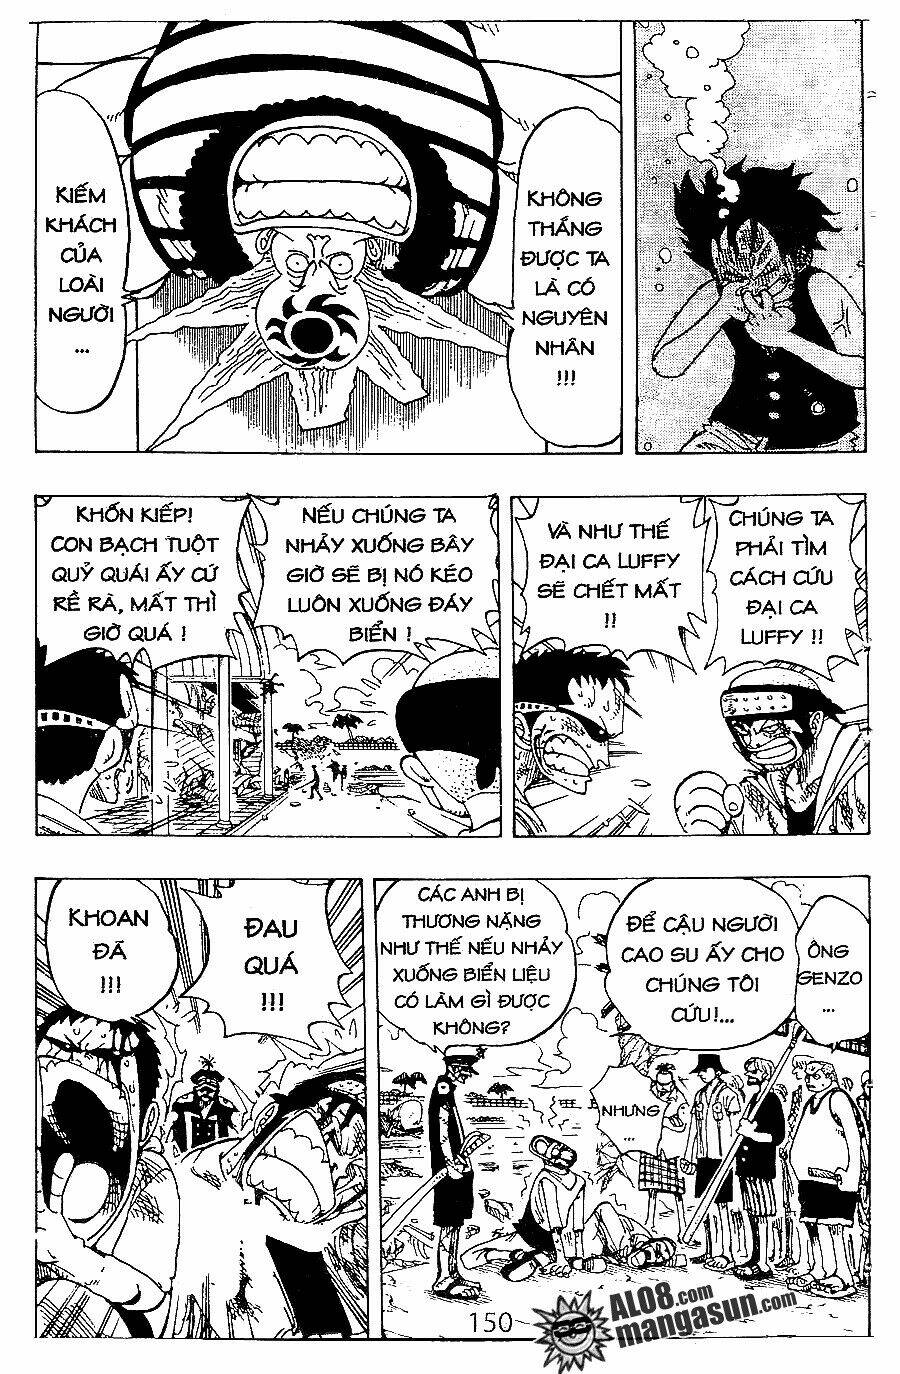 KHÔNG
THẮNG
ĐƯỢC TA
LÀ CÓ
NGUYÊN
NHÂN
!!!
KIẾM
KHÁCH
CỦA
LOÀI
NGƯỜI
...
CHÚNG TA
PHẢI TÌM
CÁCH CỨU
ĐẠI CA
LUFFY !!
VÀ NHƯ THẾ
ĐẠI CA LUFFY
SẼ CHẾT MẤT
!!
NẾU CHÚNG TA
NHẢY XUỐNG BÂY
GIỜ SẼ BỊ NÓ KÉO
LUÔN XUỐNG ĐÁY
BIỂN !
KHỐN KIẾP!
CON BẠCH TUỘT
QUỶ QUÁI ẤY CỨ
RỀ RÀ, MẤT THÌ
GIỜ QUÁ !
ÔNG
GENZO
...
ĐỂ CẬU NGƯỜI
CAO SU ẤY CHO
CHÚNG TÔI
CỨU!...
NHƯNG
...
CÁC ANH BỊ
THƯƠNG NẶNG
NHƯ THẾ NẾU NHẢY
XUỐNG BIỂN LIỆU
CÓ LÀM GÌ ĐƯỢC
KHÔNG?
ĐAU
QUÁ
!!!
KHOAN
ĐÃ
!!!
150
ALO8.com
mangasun.com